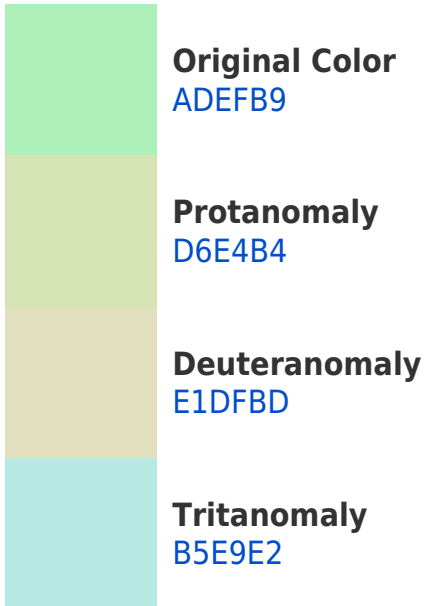 Original Color
ADEFB9
Protanomaly
D6E4B4
Deuteranomaly
E1DFBD
Tritanomaly
B5E9E2